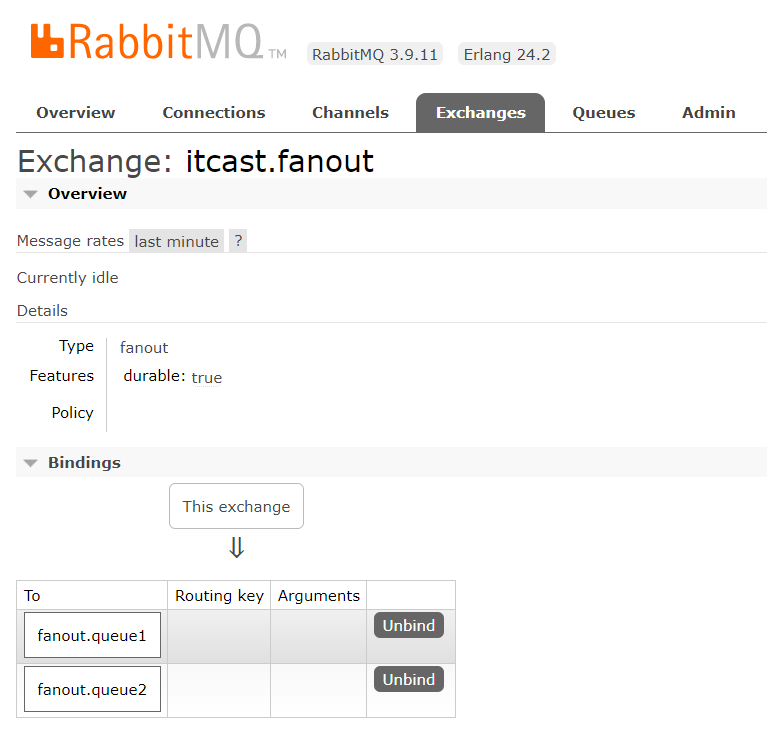 RabbitMQ TM RabbitMQ 3.9.11 Erlang 24.2
Overview Connections Channels Exchanges Queues Admin
Exchange: itcast.fanout
Overview
Message rates last minute ?
Currently idle
Details
Type fanout
Features durable: true
Policy
Bindings
This exchange
⇓
To Routing key Arguments
fanout.queue1 Unbind
fanout.queue2 Unbind